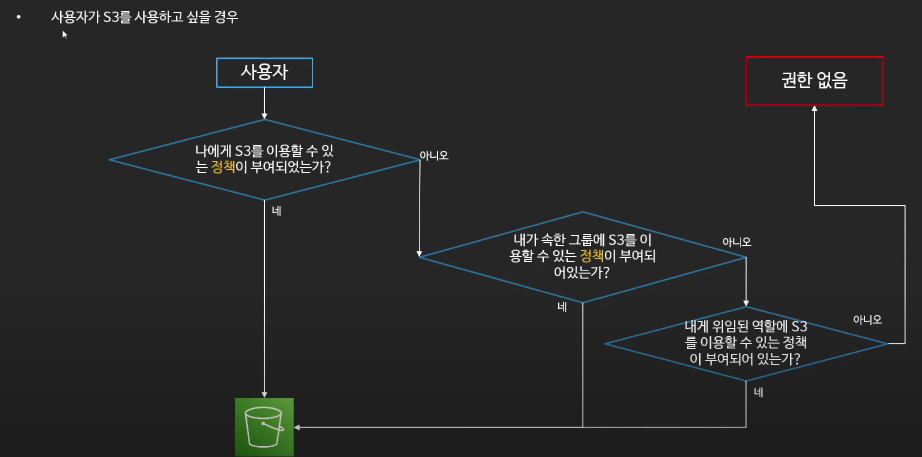 • 사용자가 S3를 사용하고 싶을 경우
사용자
권한 없음
나에게 S3를 이용할 수 있
는 정책이 부여되었는가?
아니오
네
내가 속한 그룹에 S3를 이
용할 수 있는 정책이 부여되
어있는가?
아니오
네
내게 위임된 역할에 S3
를 이용할 수 있는 정책
이 부여되어 있는가?
아니오
네